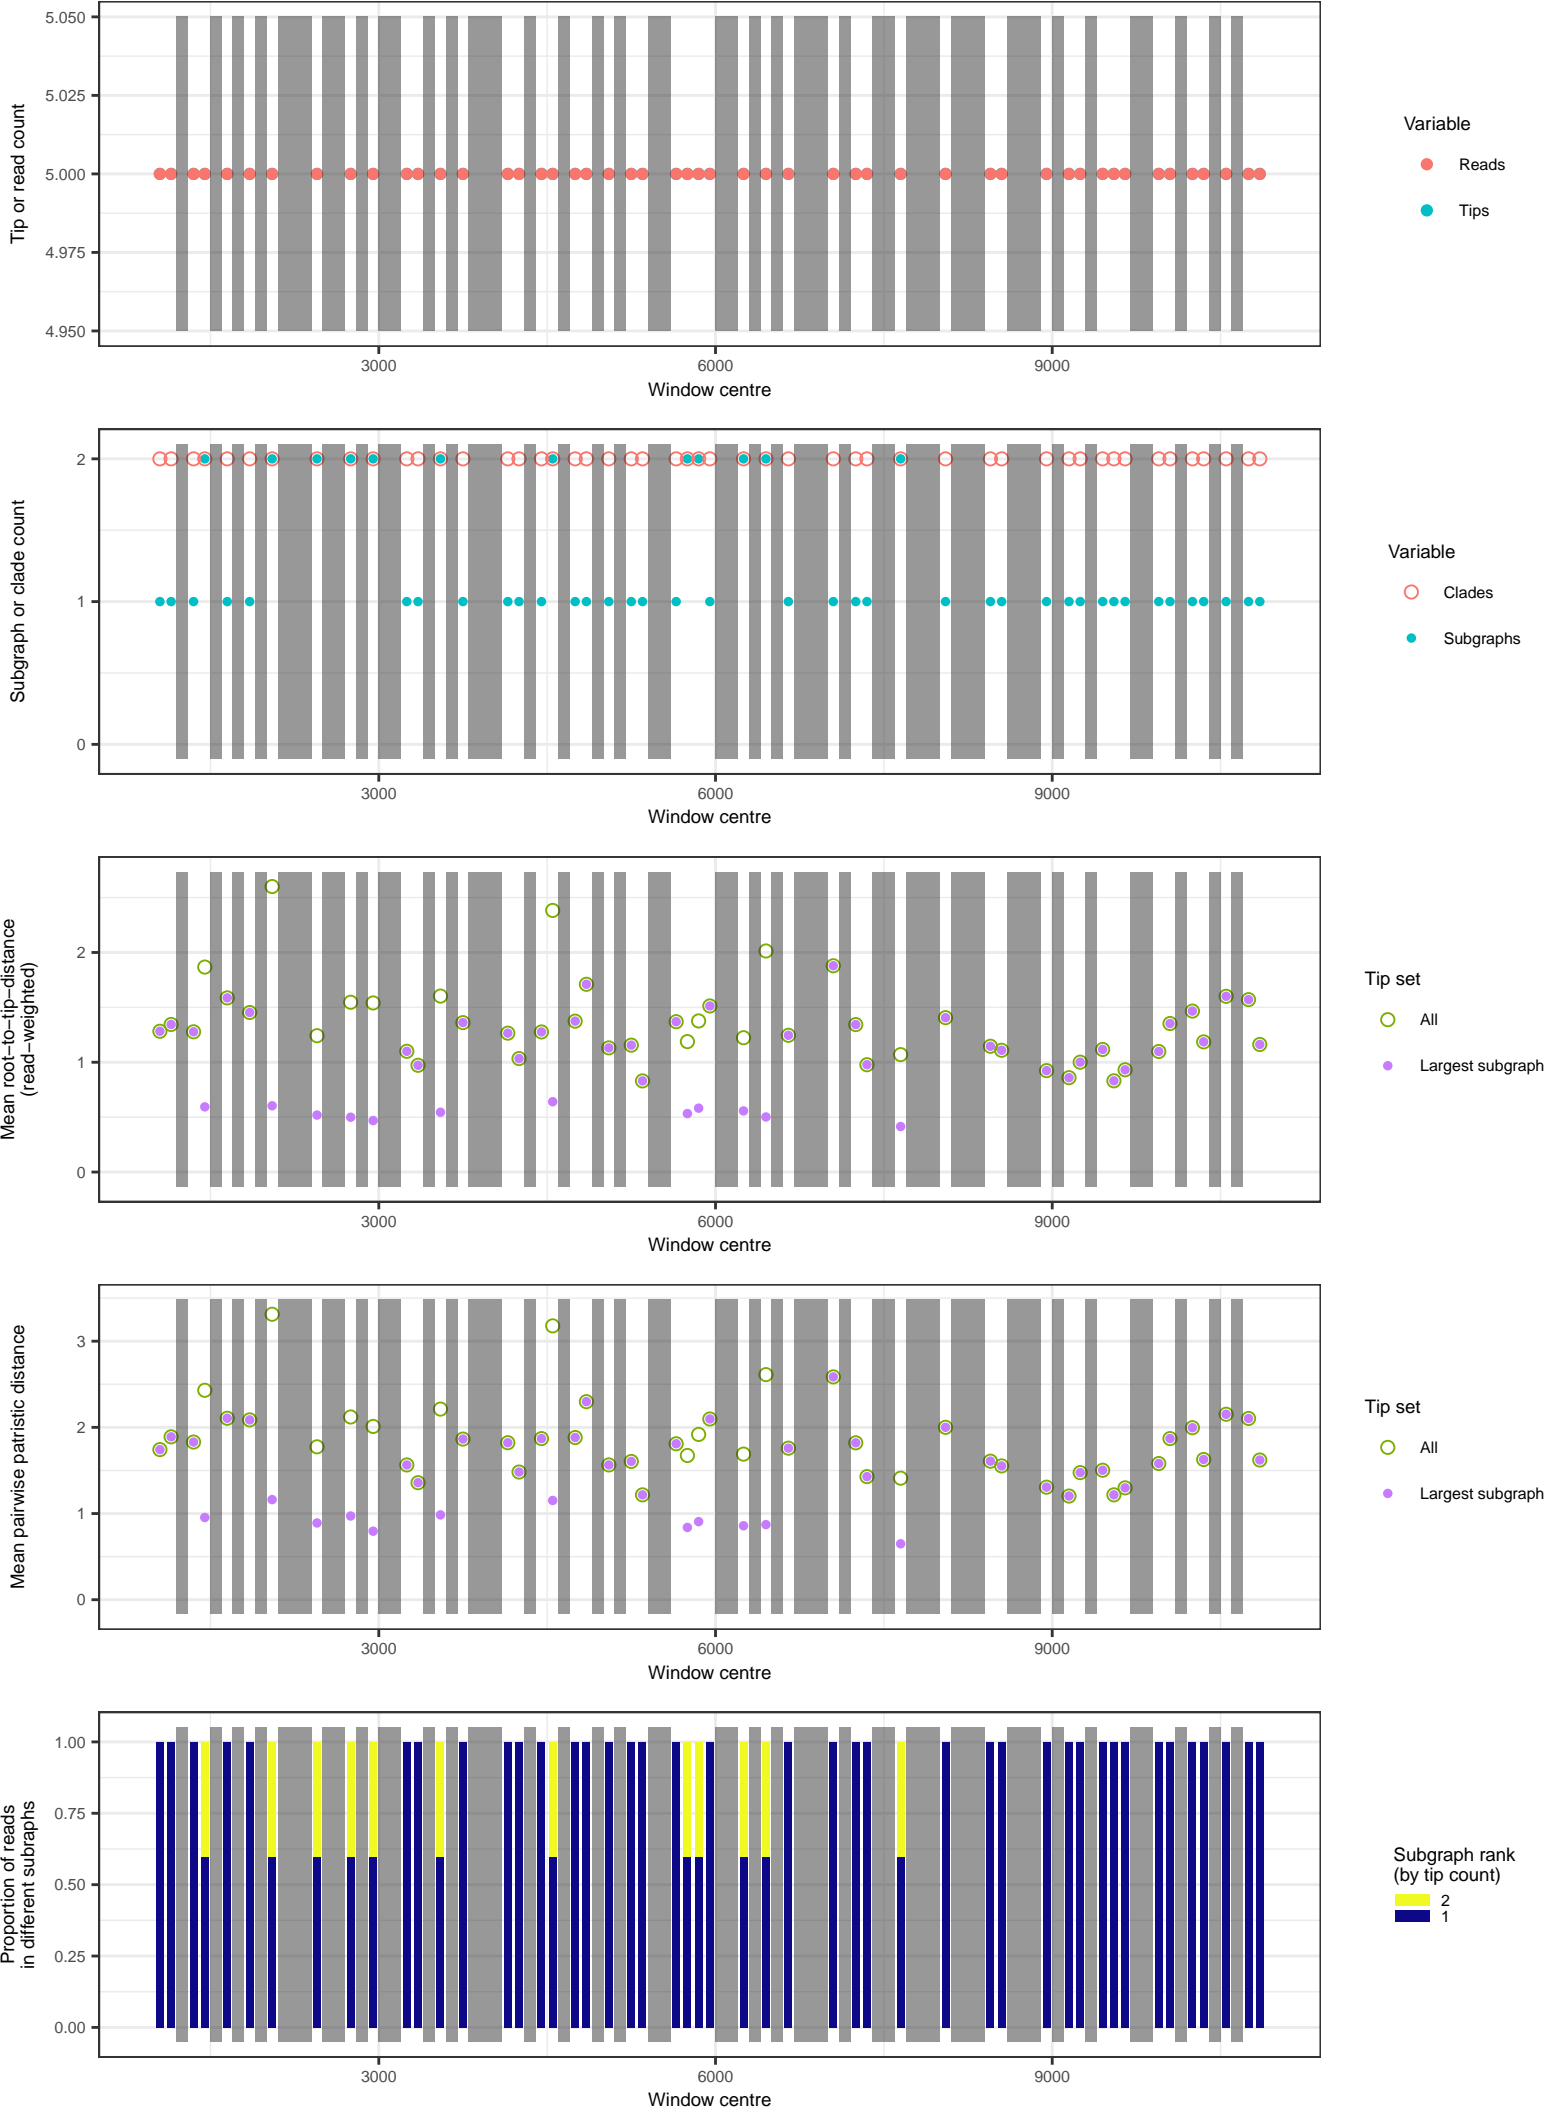 5.050
5.025
5.000
4.975
4.950
Tip or read count
3000
6000
9000
Window centre
Variable
Reads
Tips
2
1
0
Subgraph or clade count
3000
6000
9000
Window centre
Variable
Clades
Subgraphs
2
1
0
Mean root−to−tip−distance
(read−weighted)
3000
6000
9000
Window centre
Tip set
All
Largest subgraph
3
2
1
0
Mean pairwise patristic distance
3000
6000
9000
Window centre
Tip set
All
Largest subgraph
1.00
0.75
0.50
0.25
0.00
Proportion of reads
in different subraphs
3000
6000
9000
Window centre
Subgraph rank
(by tip count)
2
1